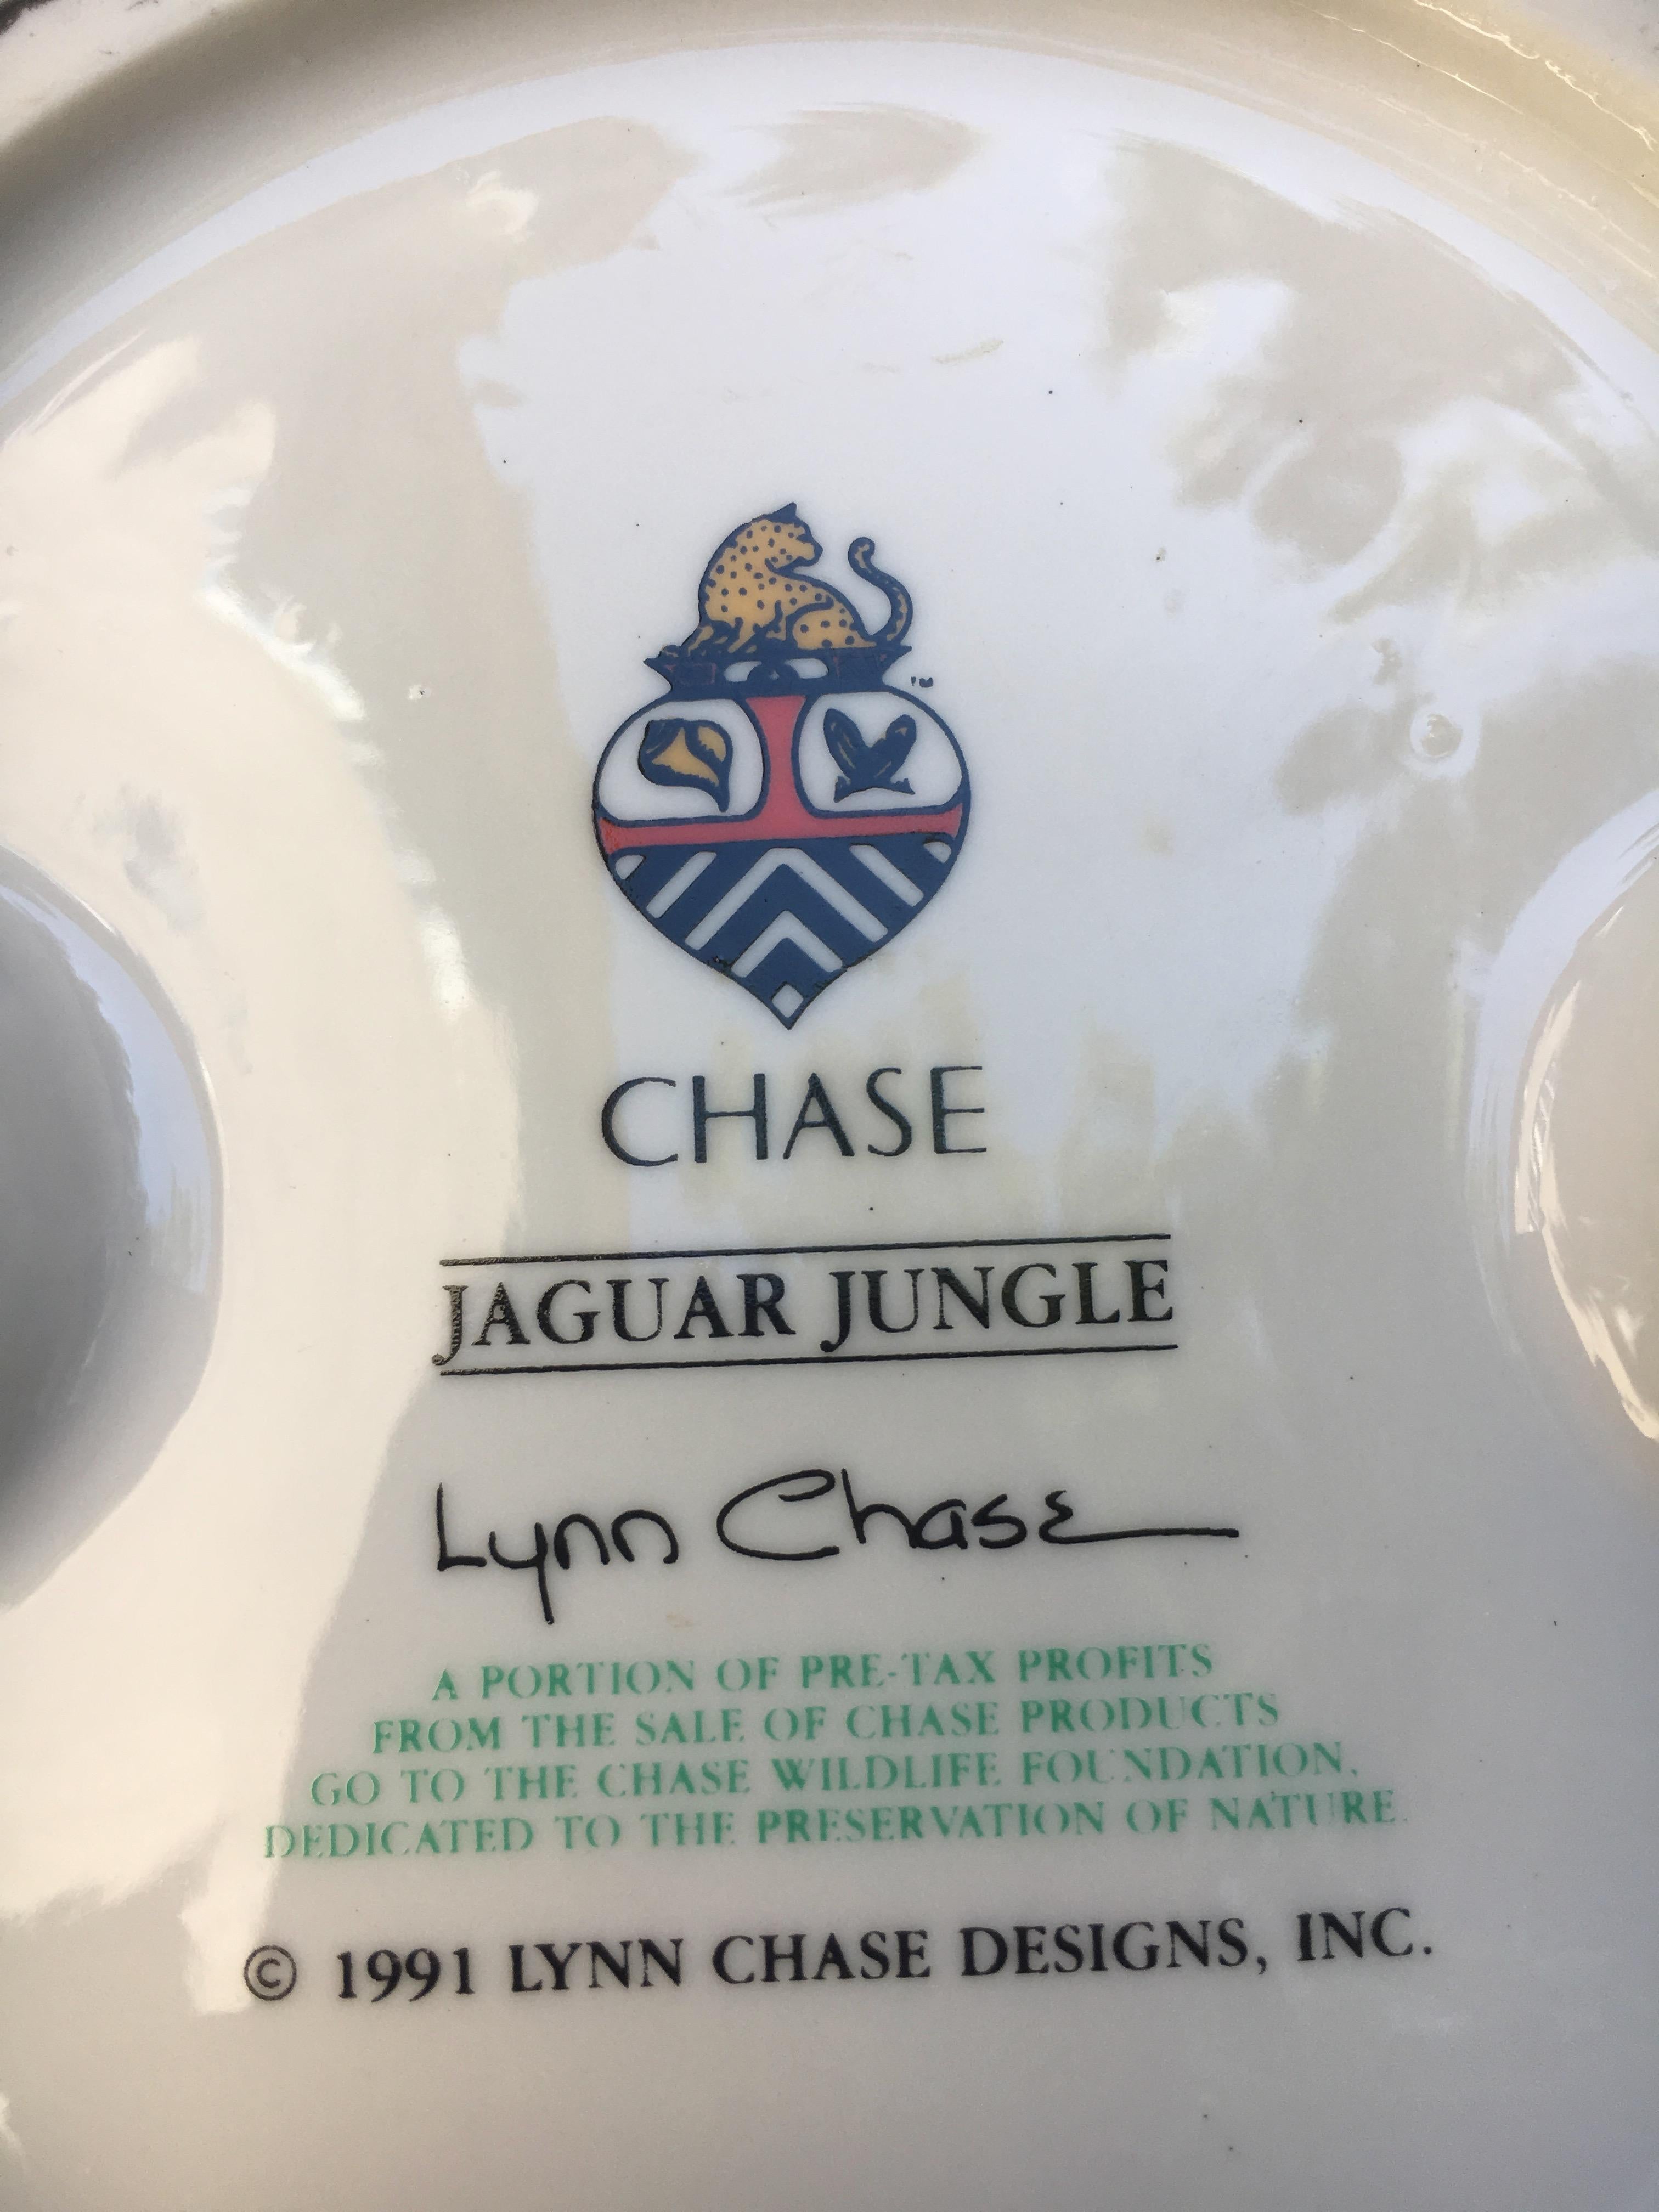 ™
CHASE
JAGUAR JUNGLE
Lynn Chase
A PORTION OF PRE-TAX PROFITS
FROM THE SALE OF CHASE PRODUCTS
GO TO THE CHASE WILDLIFE FOUNDATION,
DEDICATED TO THE PRESERVATION OF NATURE.
© 1991 LYNN CHASE DESIGNS, INC.